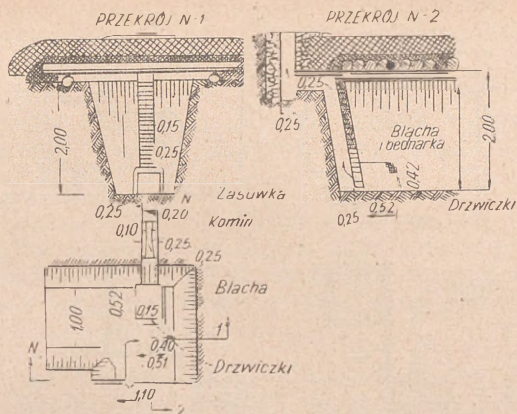 PRZEKRÓJ N-1
PRZEKRÓJ N-2
0,25
0,25
0,15
0,25
2,00
2,00
Blacha
i bednarka
0,42
0,52
0,25
Drzwiczki
0,25
N
0,20
Zasuwka
Komin
0,10
0,25
0,25
Blacha
1,00
0,52
0,15
1
0,40
0,51
Drzwiczki
N
1,10
2